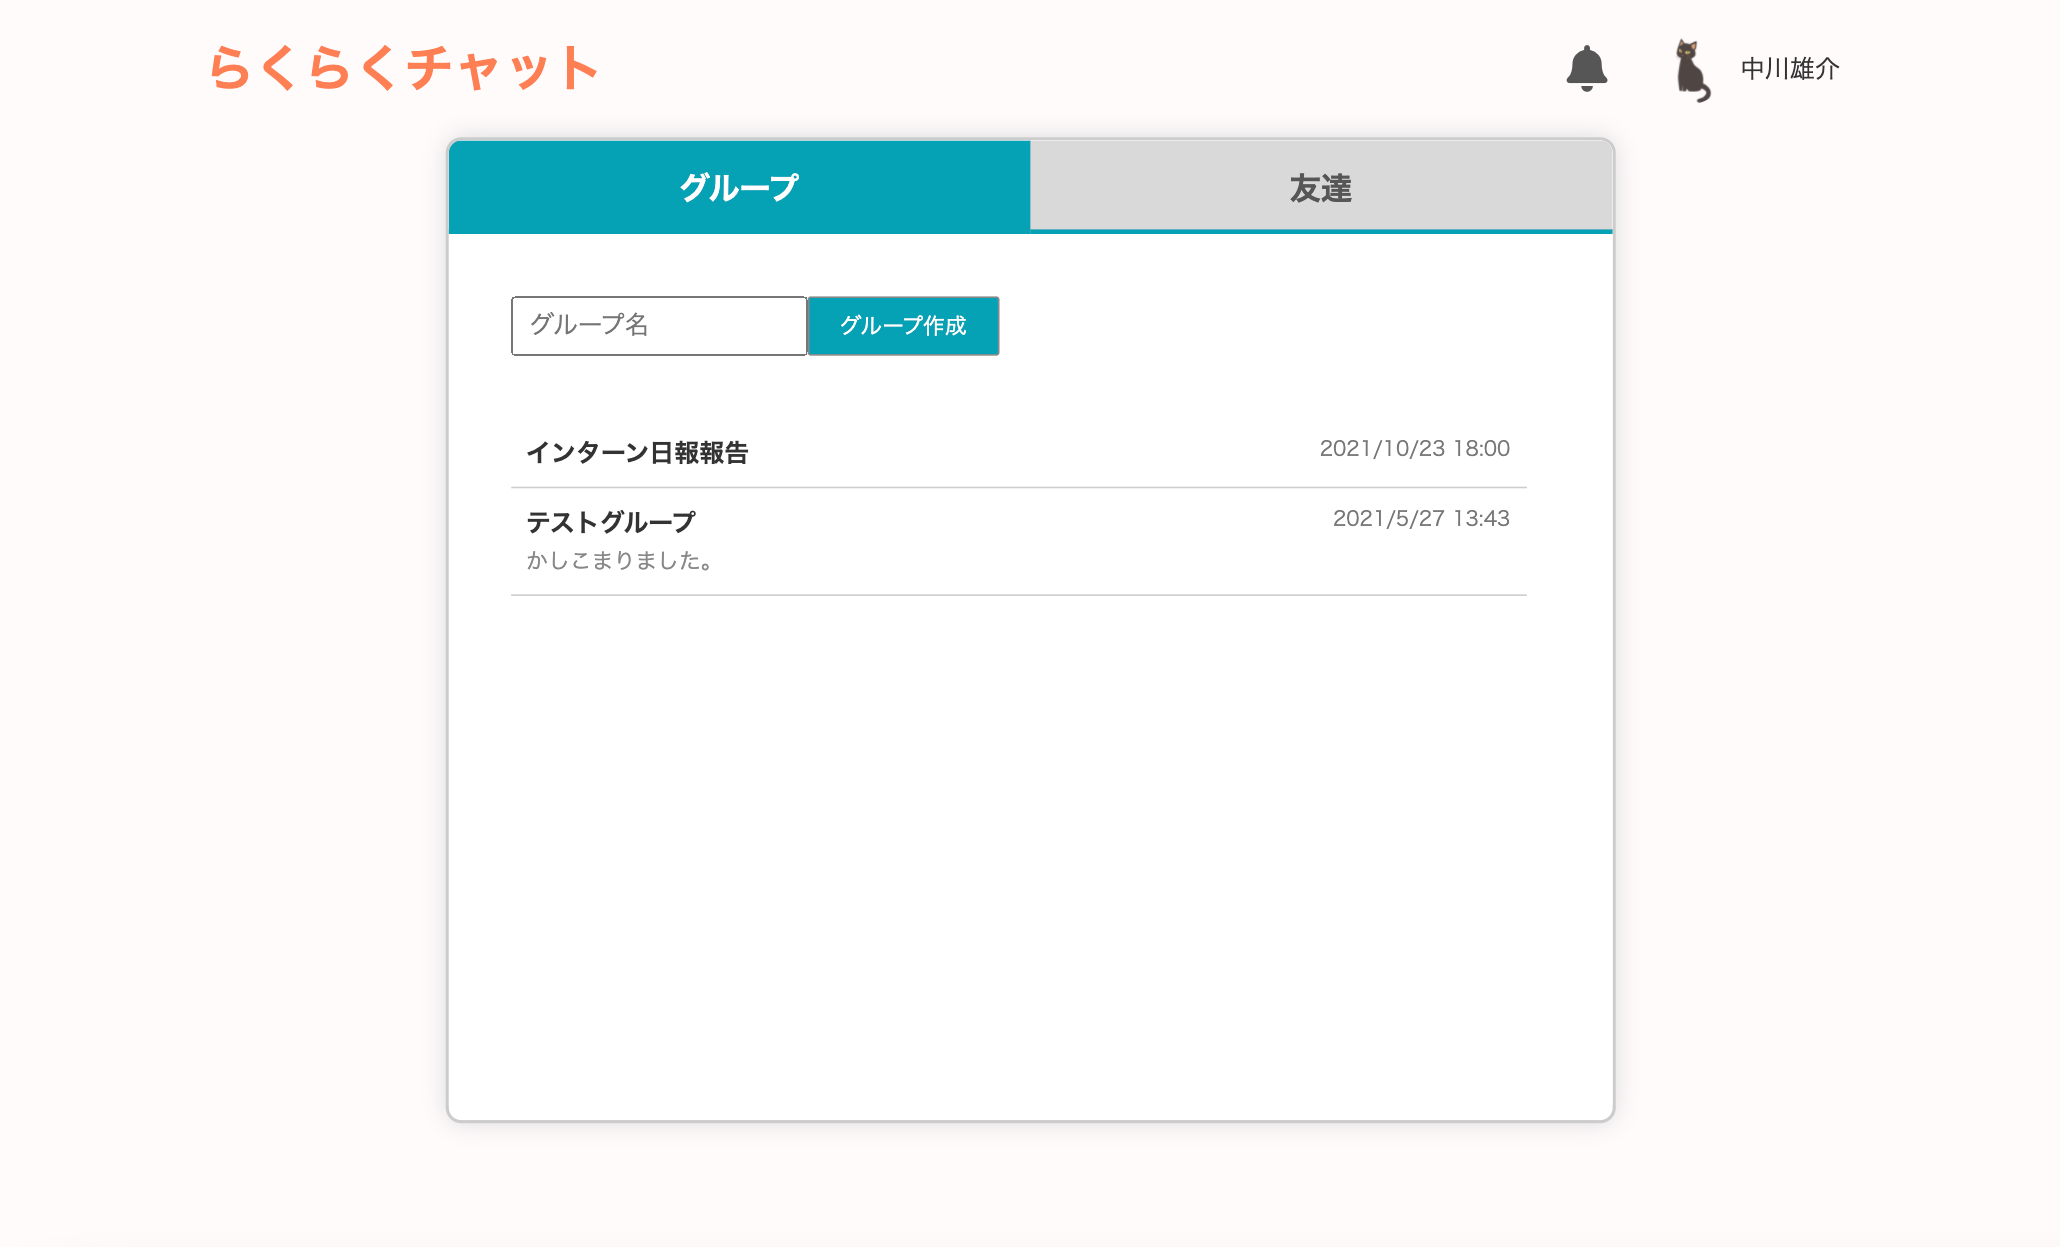 らくらくチャット
中川雄介
グループ
友達
グループ名
グループ作成
インターン日報報告
2021/10/23 18:00
テストグループ
2021/5/27 13:43
かしこまりました。